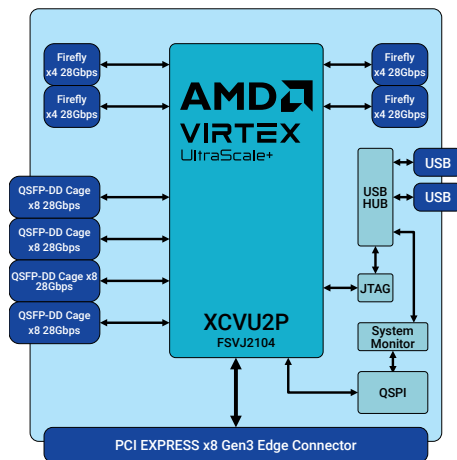 Firefly
x4 28Gbps
Firefly
x4 28Gbps
QSFP-DD Cage
x8 28Gbps
QSFP-DD Cage
x8 28Gbps
QSFP-DD Cage x8
28Gbps
QSFP-DD Cage
x8 28Gbps
AMD
VIRTEX
UltraScale+
XCVU2P
FSVJ2104
Firefly
x4 28Gbps
Firefly
x4 28Gbps
USB
HUB
USB
USB
JTAG
System
Monitor
QSPI
PCI EXPRESS x8 Gen3 Edge Connector